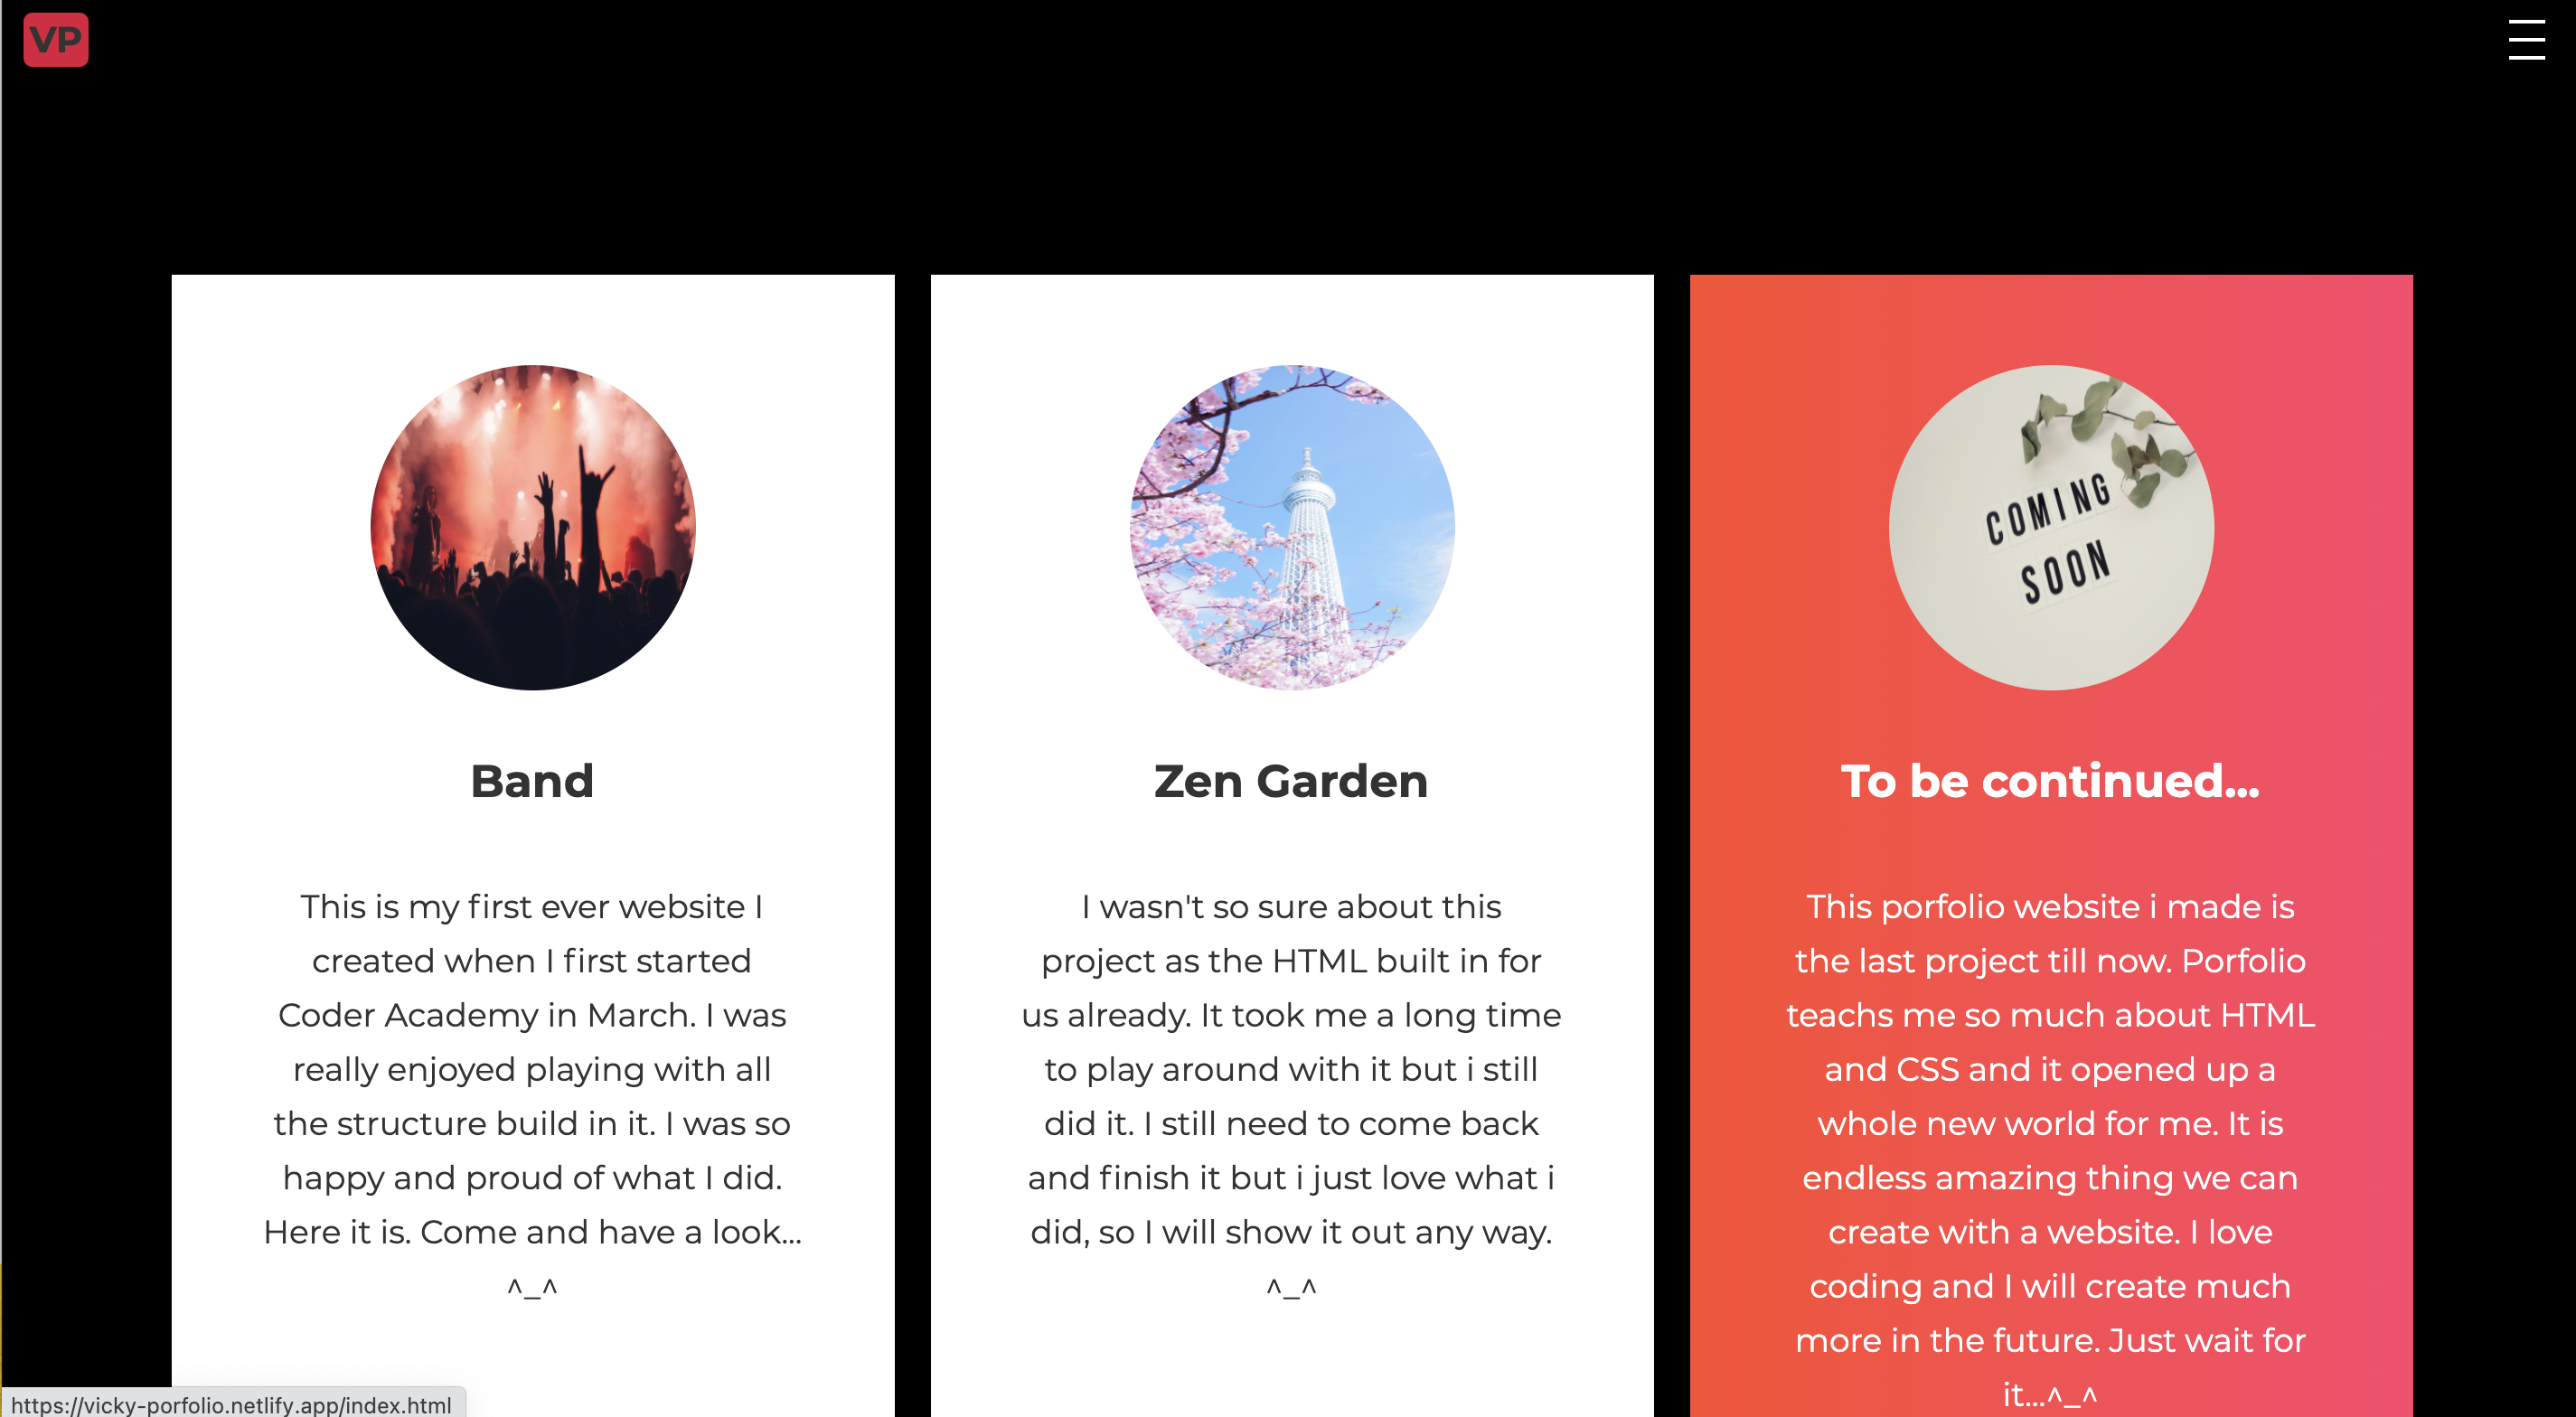 VP
COMING
SOON
Band
This is my first ever website I
created when I first started
Coder Academy in March. I was
really enjoyed playing with all
the structure build in it. I was so
happy and proud of what I did.
Here it is. Come and have a look...
^_^
Zen Garden
I wasn't so sure about this
project as the HTML built in for
us already. It took me a long time
to play around with it but i still
did it. I still need to come back
and finish it but i just love what i
did, so I will show it out any way.
^_^
To be continued...
This porfolio website i made is
the last project till now. Porfolio
teachs me so much about HTML
and CSS and it opened up a
whole new world for me. It is
endless amazing thing we can
create with a website. I love
coding and I will create much
more in the future. Just wait for
it...^_^
https://vicky-porfolio.netlify.app/index.html